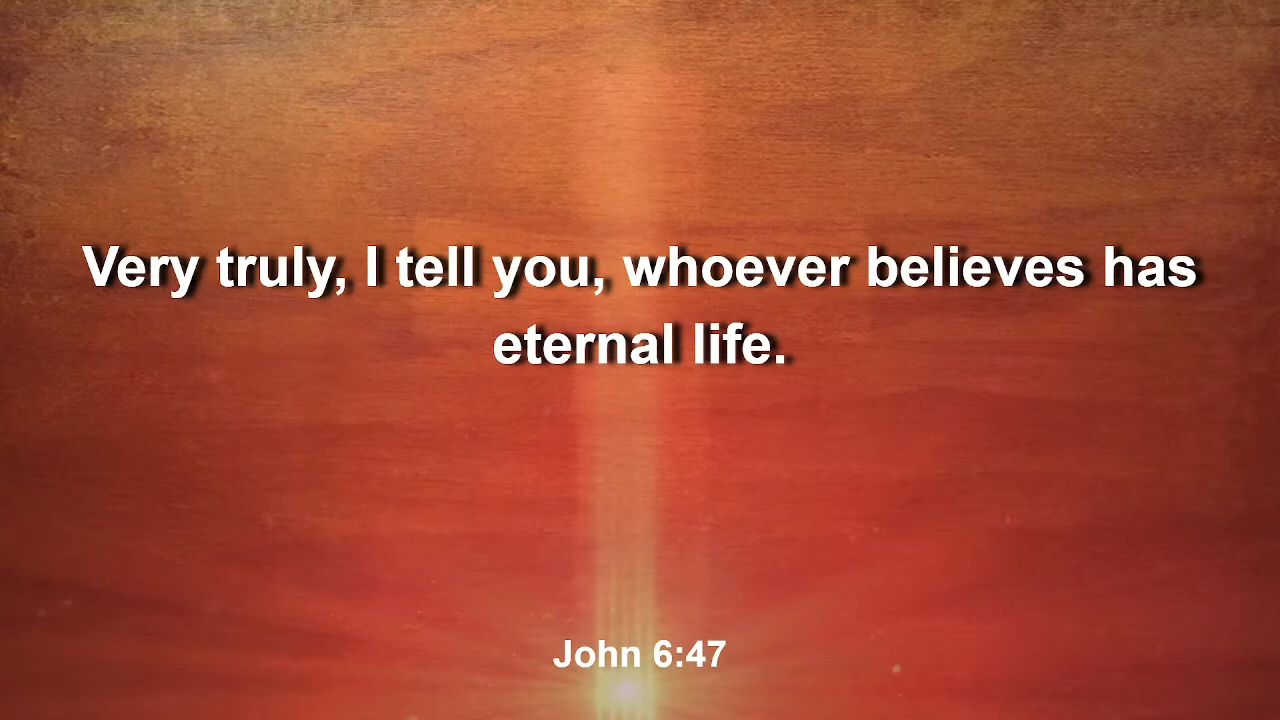 Very truly, I tell you, whoever believes has
eternal life.
John 6:47